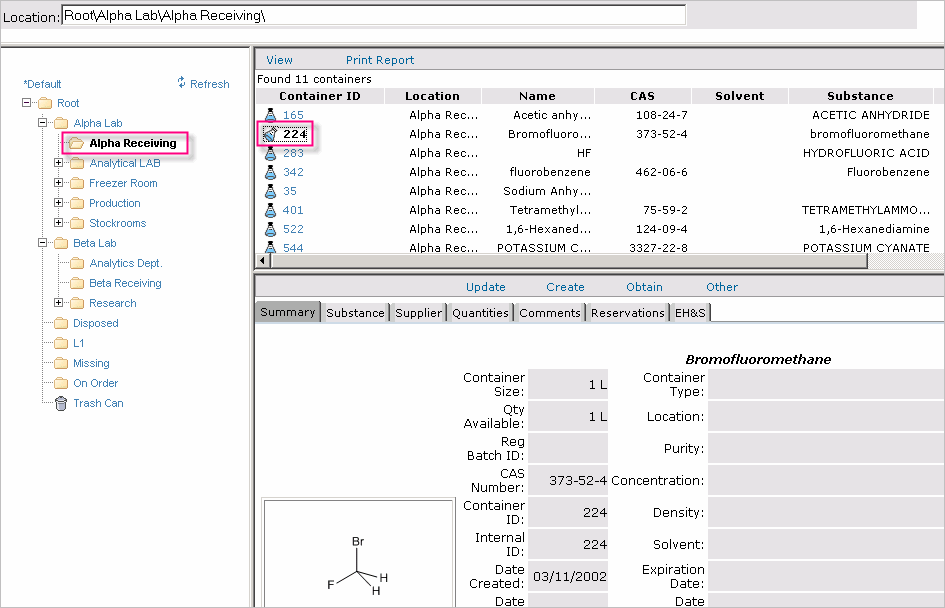 Location: Root\Alpha Lab\Alpha Receiving\
*Default Refresh
Root
Alpha Lab
Alpha Receiving
Analytical LAB
Freezer Room
Production
Stockrooms
Beta Lab
Analytics Dept.
Beta Receiving
Research
Disposed
L1
Missing
On Order
Trash Can
View Print Report
Found 11 containers
Container ID Location Name CAS Solvent Substance
165 Alpha Rec... Acetic anhy... 108-24-7 ACETIC ANHYDRIDE
224 Alpha Rec... Bromofluoro... 373-52-4 bromofluoromethane
283 Alpha Rec... HF HYDROFLUORIC ACID
342 Alpha Rec... fluorobenzene 462-06-6 Fluorobenzene
35 Alpha Rec... Sodium Anhy...
401 Alpha Rec... Tetramethyl... 75-59-2 TETRAMETHYLAMMO...
522 Alpha Rec... 1,6-Hexaned... 124-09-4 1,6-Hexanediamine
544 Alpha Rec... POTASSIUM C... 3327-22-8 POTASSIUM CYANATE
Update Create Obtain Other
Summary Substance Supplier Quantities Comments Reservations EH&S
Bromofluoromethane
Container Size: 1 L Container Type:
Qty Available: 1 L Location:
Reg Batch ID: Purity:
CAS Number: 373-52-4 Concentration:
Container ID: 224 Density:
Internal ID: 224 Solvent:
Date Created: 03/11/2002 Expiration Date:
Date Date
Br
F H
H